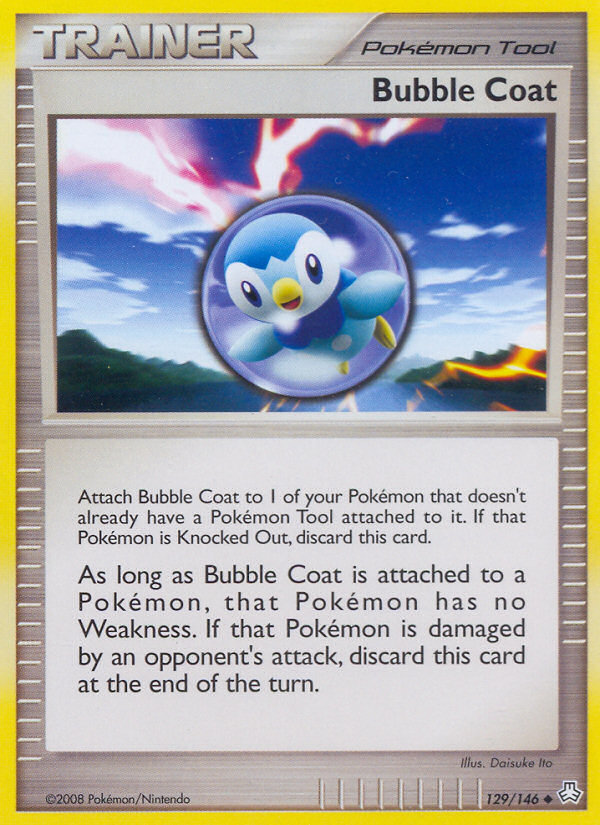 TRAINER
Pokémon Tool
Bubble Coat
Attach Bubble Coat to 1 of your Pokémon that doesn't
already have a Pokémon Tool attached to it. If that
Pokémon is Knocked Out, discard this card.
As long as Bubble Coat is attached to a
Pokémon, that Pokémon has no
Weakness. If that Pokémon is damaged
by an opponent's attack, discard this card
at the end of the turn.
Illus. Daisuke Ito
©2008 Pokémon/Nintendo
129/146